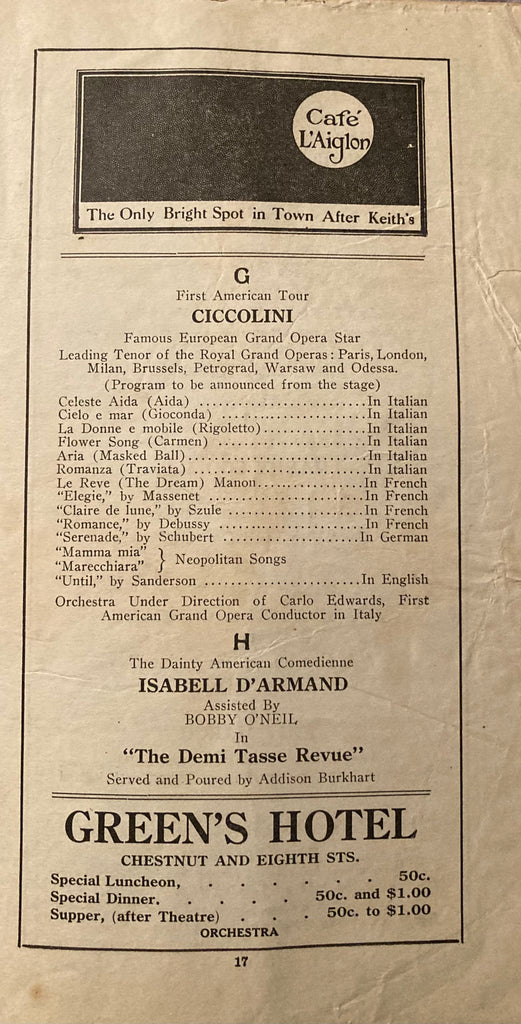 Café
L'Aiglon
The Only Bright Spot in Town After Keith's
G
First American Tour
CICCOLINI
Famous European Grand Opera Star
Leading Tenor of the Royal Grand Operas: Paris, London,
Milan, Brussels, Petrograd, Warsaw and Odessa.
(Program to be announced from the stage)
Celeste Aida (Aida) ........................In Italian
Cielo e mar (Gioconda) .....................In Italian
La Donne e mobile (Rigoletto)...............In Italian
Flower Song (Carmen) ......................In Italian
Aria (Masked Ball)..........................In Italian
Romanza (Traviata) .........................In Italian
Le Reve (The Dream) Manon................In French
"Elegie," by Massenet .......................In French
"Claire de lune," by Szule ....................In French
"Romance," by Debussy ......................In French
"Serenade," by Schubert ....................In German
"Mamma mia"
"Marecchiara" } Neopolitan Songs
"Until," by Sanderson ......................In English
Orchestra Under Direction of Carlo Edwards, First
American Grand Opera Conductor in Italy
H
The Dainty American Comedienne
ISABELL D'ARMAND
Assisted By
BOBBY O'NEIL
In
"The Demi Tasse Revue"
Served and Poured by Addison Burkhart
GREEN'S HOTEL
CHESTNUT AND EIGHTH STS.
Special Luncheon, . . . . . . 50c.
Special Dinner, . . . . 50c. and $1.00
Supper, (after Theatre) . . . 50c. to $1.00
ORCHESTRA
17